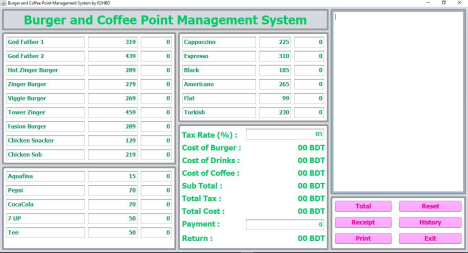 Burger and Coffee Point Management System by R2HBD
Burger and Coffee Point Management System
God Father 1 319 0
God Father 2 439 0
Hot Zinger Burger 289 0
Zinger Burger 279 0
Viggie Burger 269 0
Tower Zinger 459 0
Fusion Burger 289 0
Chicken Snacker 129 0
Chicken Sub 219 0
Aquafina 15 0
Pepsi 70 0
CocaCola 70 0
7 UP 50 0
Tee 50 0
Cappuccino 225 0
Espresso 310 0
Black 185 0
Americano 265 0
Flat 99 0
Turkish 230 0
Tax Rate (%) : 05
Cost of Burger : 00 BDT
Cost of Drinks : 00 BDT
Cost of Coffee : 00 BDT
Sub Total : 00 BDT
Total Tax : 00 BDT
Total Cost : 00 BDT
Payment : 0
Return : 00 BDT
Total Reset
Receipt History
Print Exit